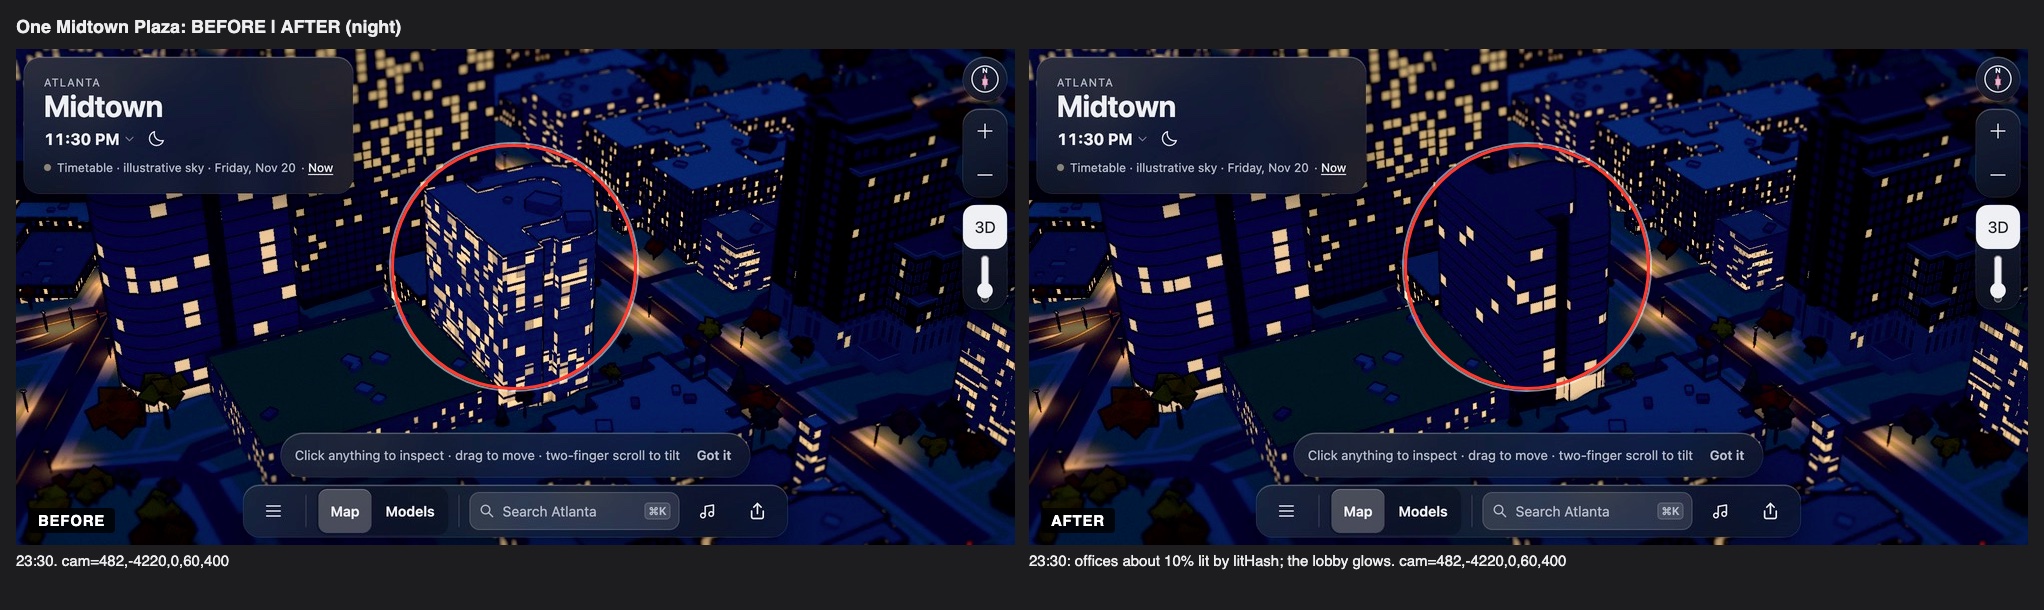 One Midtown Plaza: BEFORE | AFTER (night)
ATLANTA
Midtown
11:30 PM
Timetable · illustrative sky · Friday, Nov 20 · Now
N
+
−
3D
Click anything to inspect · drag to move · two-finger scroll to tilt Got it
Map Models Search Atlanta ⌘K
BEFORE
23:30. cam=482,-4220,0,60,400
ATLANTA
Midtown
11:30 PM
Timetable · illustrative sky · Friday, Nov 20 · Now
N
+
−
3D
Click anything to inspect · drag to move · two-finger scroll to tilt Got it
Map Models Search Atlanta ⌘K
AFTER
23:30: offices about 10% lit by litHash; the lobby glows. cam=482,-4220,0,60,400